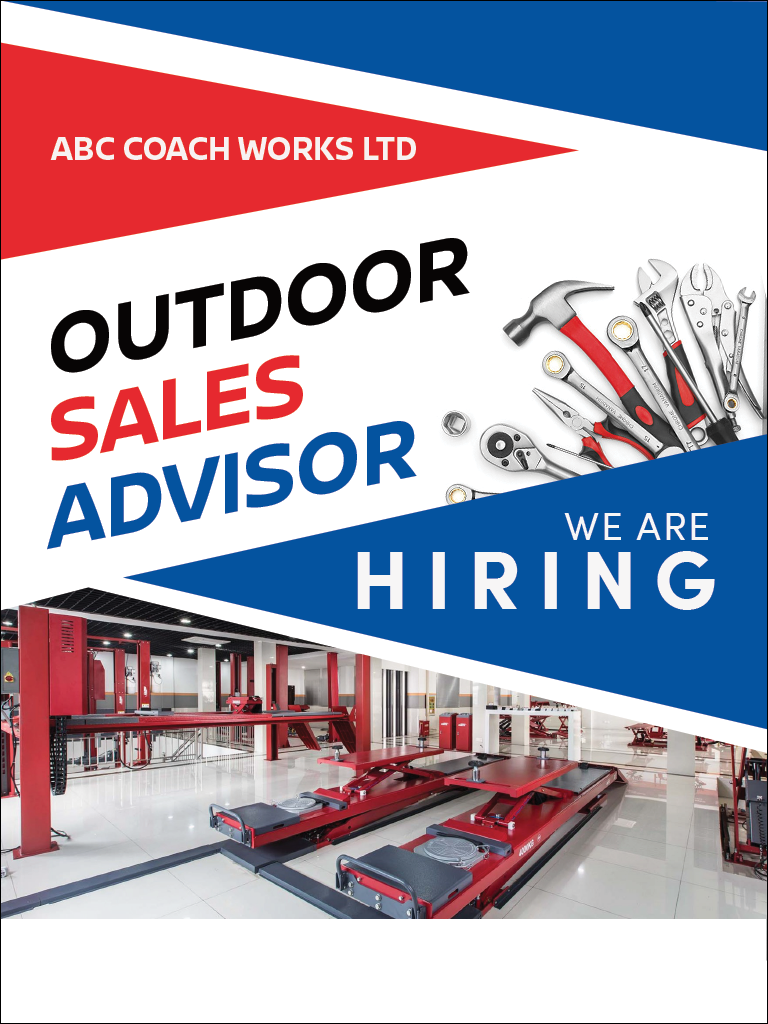 ABC COACH WORKS LTD
OUTDOOR
SALES
ADVISOR
WE ARE
HIRING